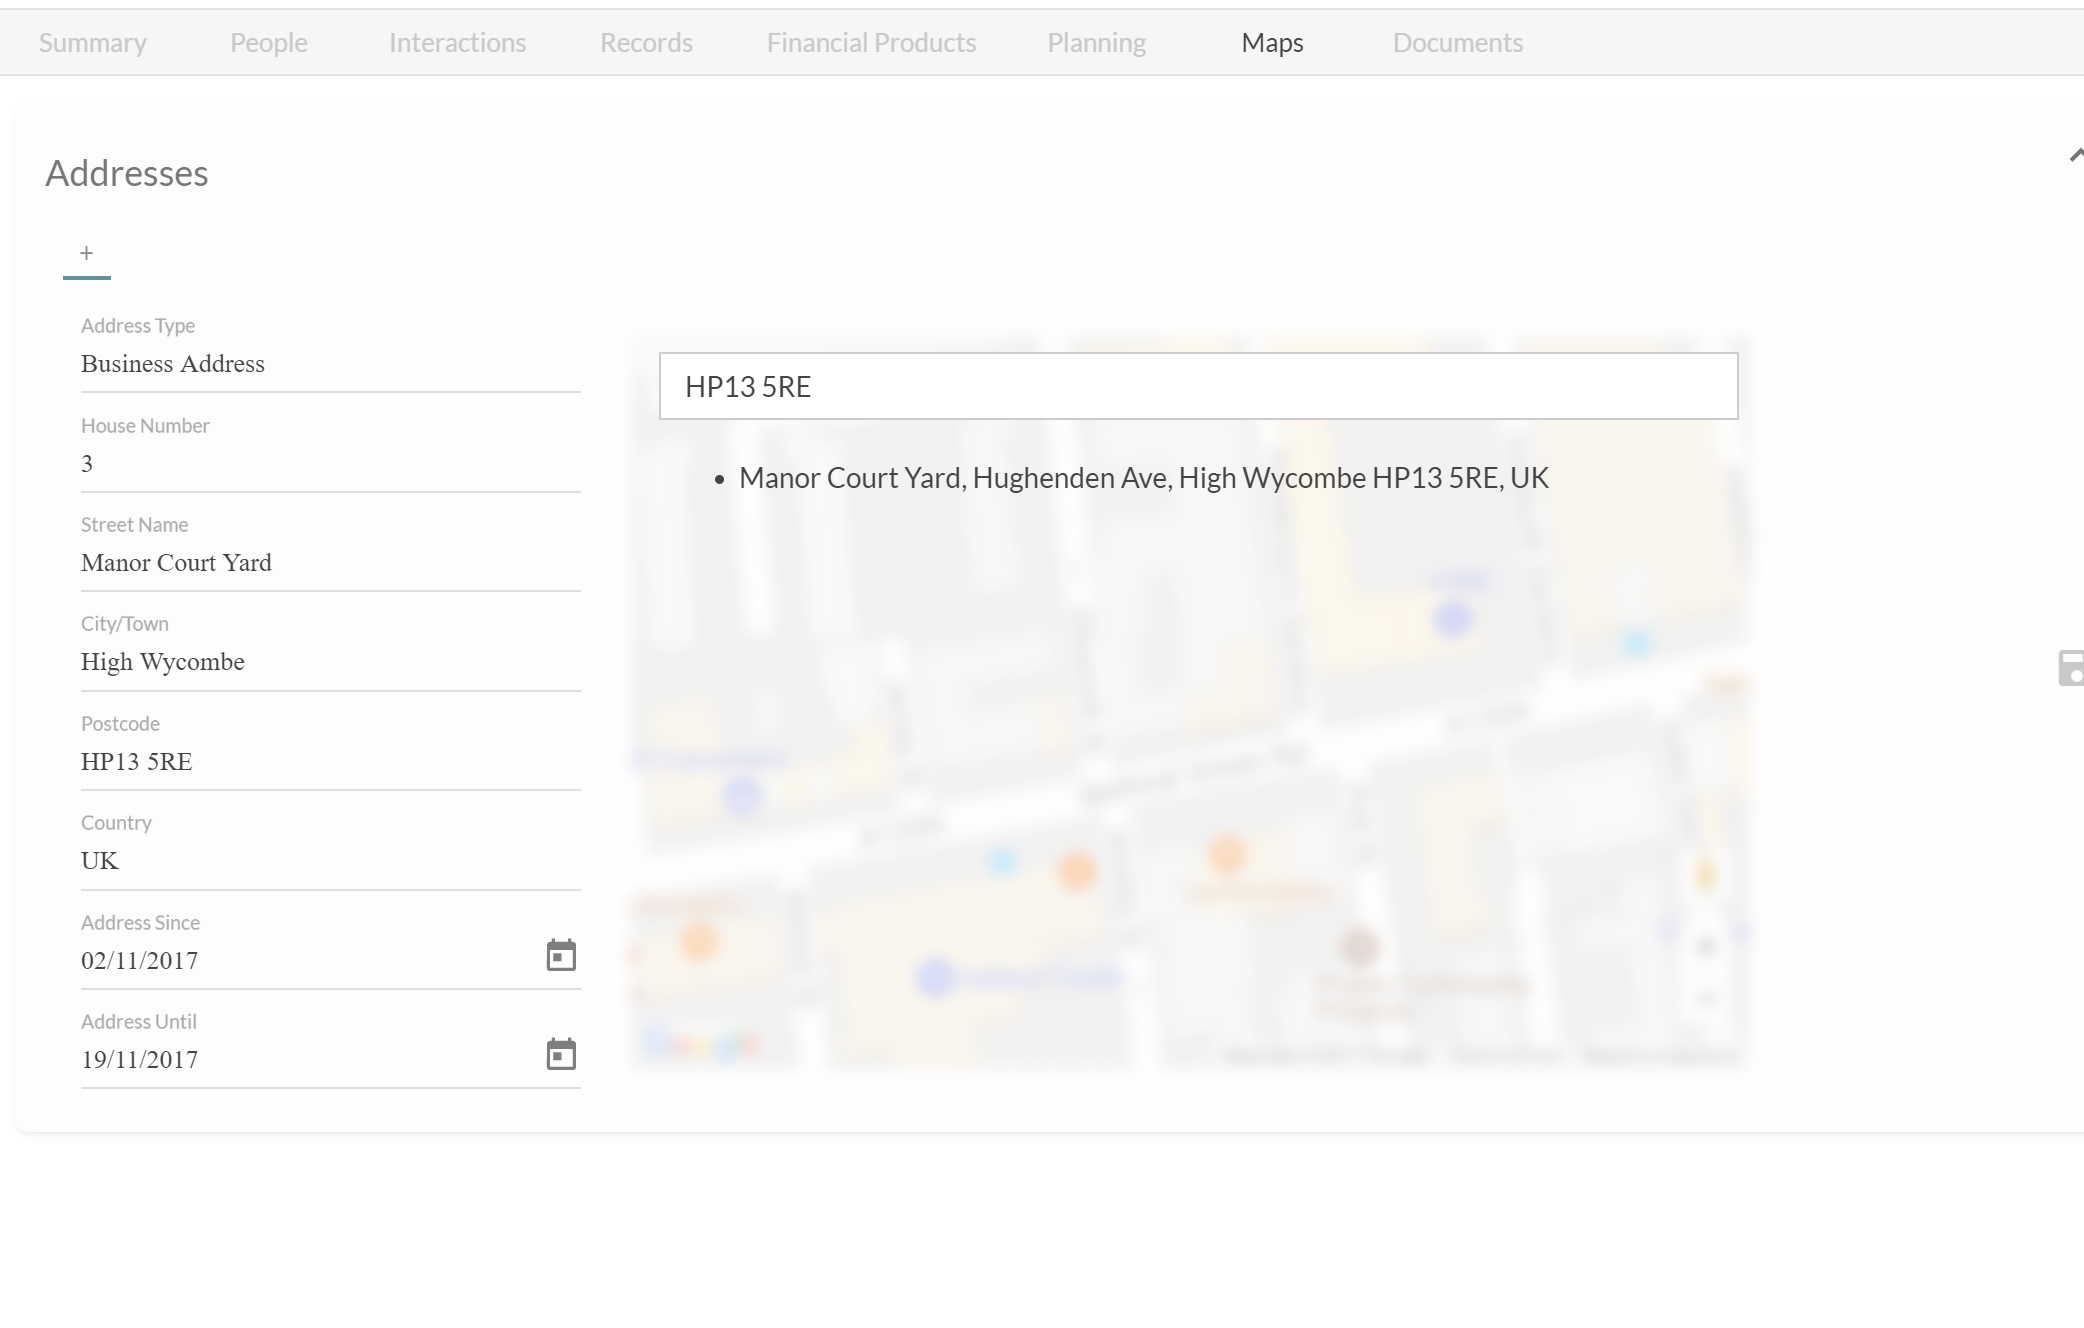 Summary People Interactions Records Financial Products Planning Maps Documents
Addresses
+
Address Type
Business Address
House Number
3
Street Name
Manor Court Yard
City/Town
High Wycombe
Postcode
HP13 5RE
Country
UK
Address Since
02/11/2017
Address Until
19/11/2017
HP13 5RE
• Manor Court Yard, Hughenden Ave, High Wycombe HP13 5RE, UK